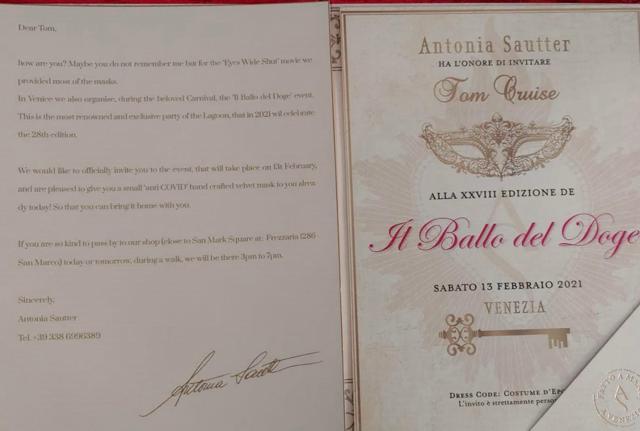 Dear Tom,
how are you? Maybe you do not remember me but for the 'Eyes Wide Shut' movie we
provided most of the masks.
In Venice we also organise, during the beloved Carnival, the 'Il Ballo del Doge' event.
This is the most renowned and exclusive party of the Lagoon, that in 2021 wil celebrate
the 28th edition.
We would like to officially invite you to the event, that will take place on 13t February,
and are pleased to give you a small 'anti COVID' hand crafted velvet mask to you alrea
dy today! So that you can bring it home with you.
If you are so kind to pass by to our shop (close to San Mark Square at: Frezzaria 1286
San Marco) today or tomorrow, during a walk, we will be there 3pm to 7pm.
Sincerely,
Antonia Sautter
Tel. +39 338 6996389
Antonia Sautter
Antonia Sautter
HA L'ONORE DI INVITARE
Tom Cruise
ALLA XXVIII EDIZIONE DE
Il Ballo del Doge
SABATO 13 FEBBRAIO 2021
VENEZIA
DRESS CODE: COSTUME D'EP
L'invito è strettamente perso
A VENEZIA